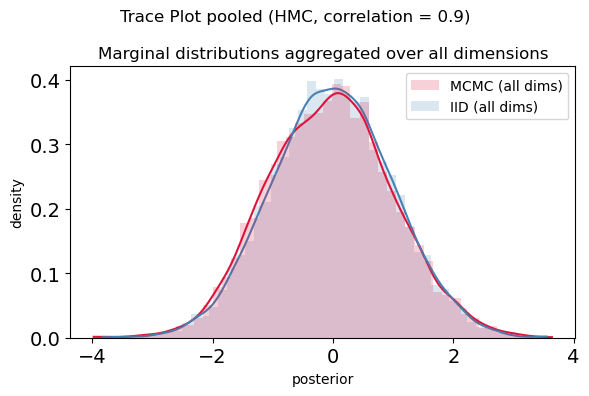 Trace Plot pooled (HMC, correlation = 0.9)
Marginal distributions aggregated over all dimensions
MCMC (all dims)
IID (all dims)
density
0.4
0.3
0.2
0.1
0.0
−4
−2
0
2
4
posterior